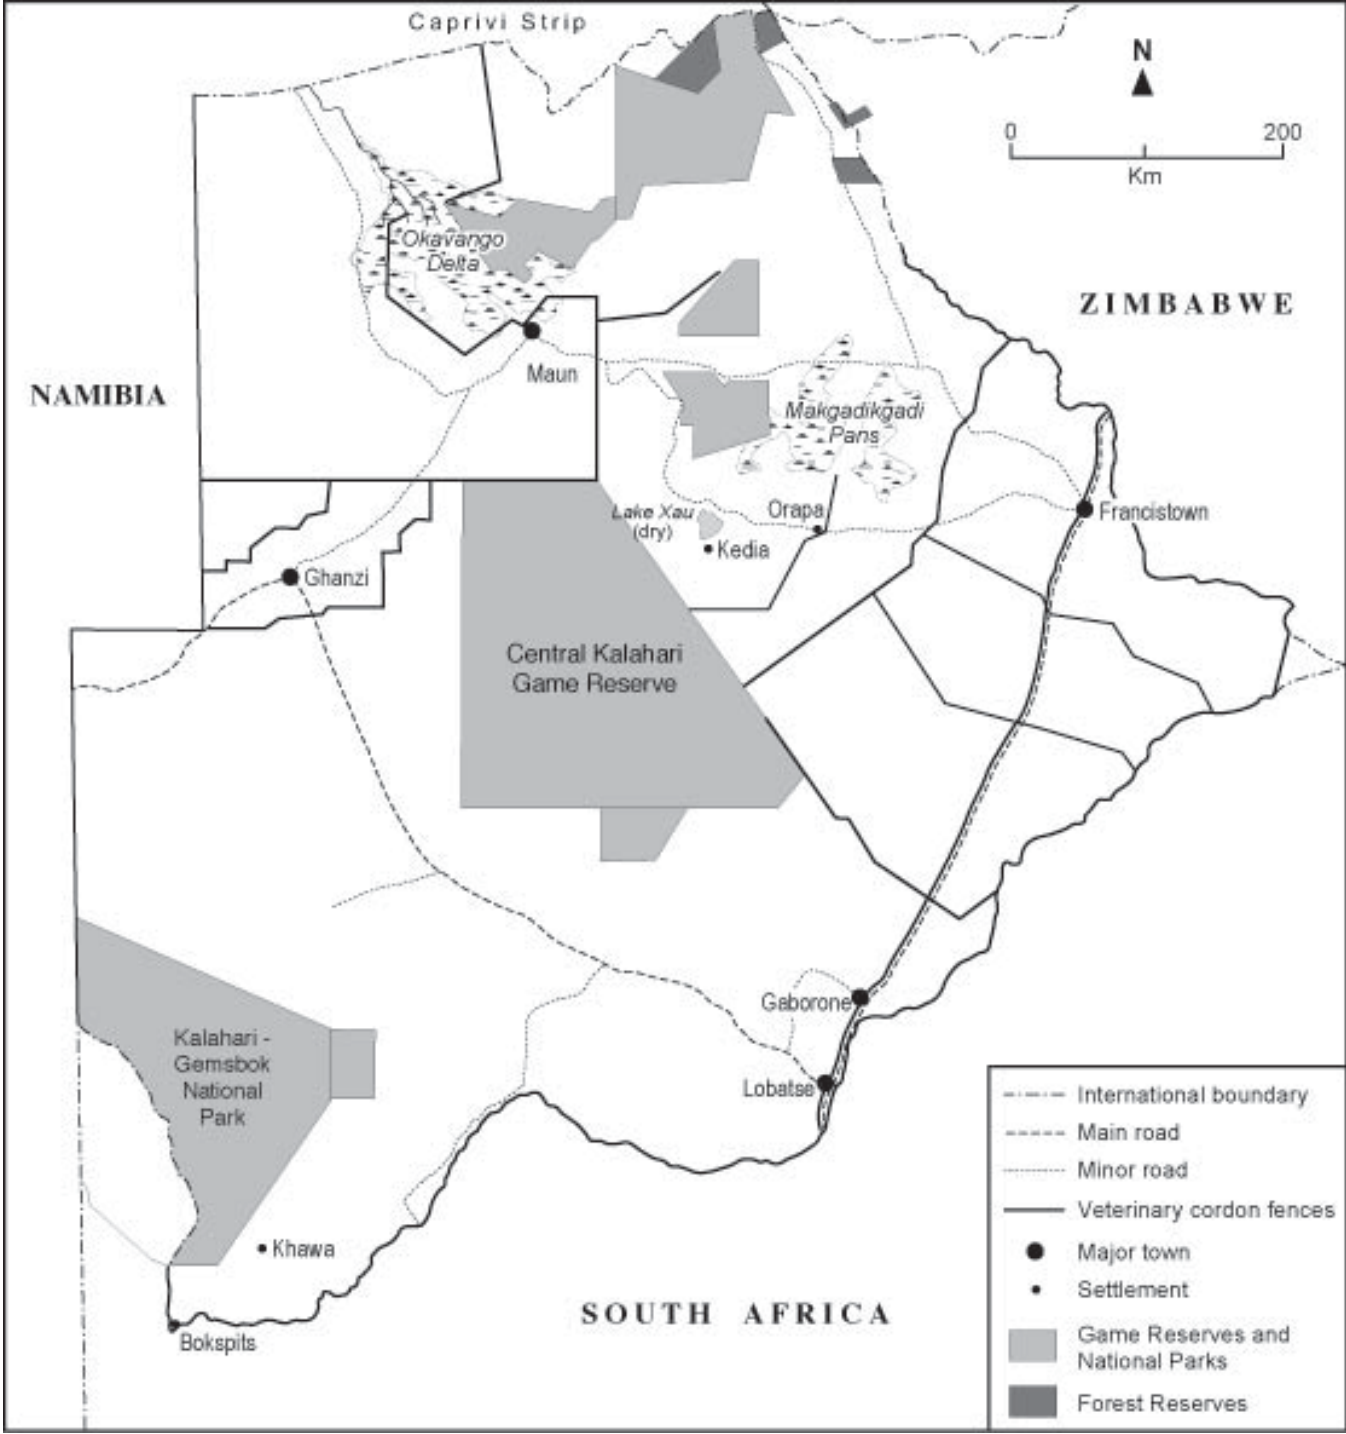 Caprivi Strip
N
0 200
Km
Okavango
Delta
ZIMBABWE
Maun
NAMIBIA
Makgadikgadi
Pans
Lake Xau
(dry)
Orapa
Francistown
Kedia
Ghanzi
Central Kalahari
Game Reserve
Gaborone
Kalahari -
Gemsbok
National
Park
Lobatse
Khawa
SOUTH AFRICA
Bokspits
International boundary
Main road
Minor road
Veterinary cordon fences
Major town
Settlement
Game Reserves and
National Parks
Forest Reserves